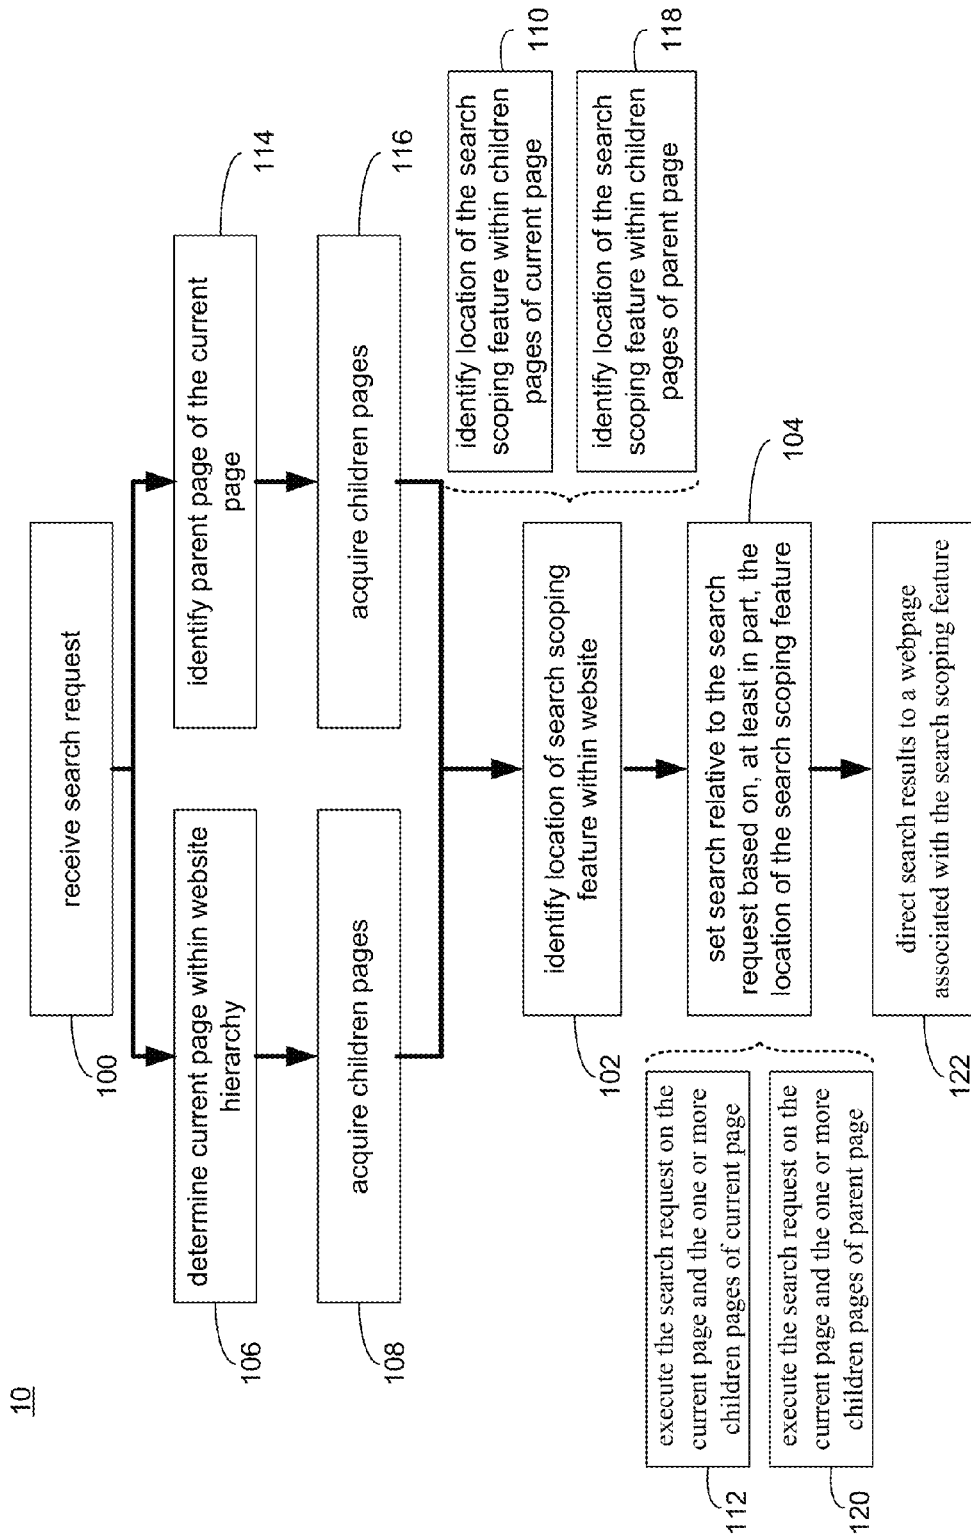 10
receive search request
100
determine current page within website
hierarchy
106
identify parent page of the current
page
114
acquire children pages
108
acquire children pages
116
identify location of search scoping
feature within website
102
identify location of the search
scoping feature within children
pages of current page
110
identify location of the search
scoping feature within children
pages of parent page
118
set search relative to the search
request based on, at least in part, the
location of the search scoping feature
104
execute the search request on the
current page and the one or more
children pages of current page
112
execute the search request on the
current page and the one or more
children pages of parent page
120
direct search results to a webpage
associated with the search scoping feature
122